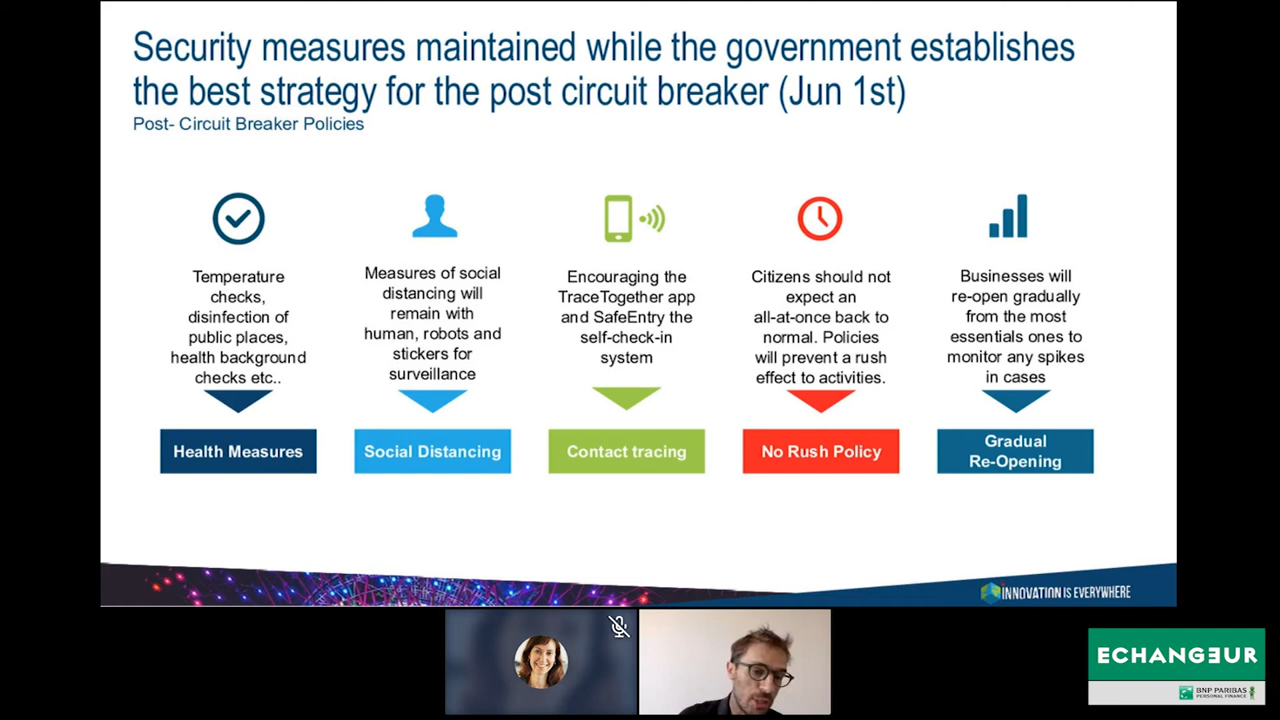 Security measures maintained while the government establishes
the best strategy for the post circuit breaker (Jun 1st)
Post- Circuit Breaker Policies
Temperature
checks,
disinfection of
public places,
health background
checks etc..
Health Measures
Measures of social
distancing will
remain with
human, robots and
stickers for
surveillance
Social Distancing
Encouraging the
TraceTogether app
and SafeEntry the
self-check-in
system
Contact tracing
Citizens should not
expect an
all-at-once back to
normal. Policies
will prevent a rush
effect to activities.
No Rush Policy
Businesses will
re-open gradually
from the most
essentials ones to
monitor any spikes
in cases
Gradual
Re-Opening
INNOVATION IS EVERYWHERE
ECHANGEUR
BNP PARIBAS
PERSONAL FINANCE